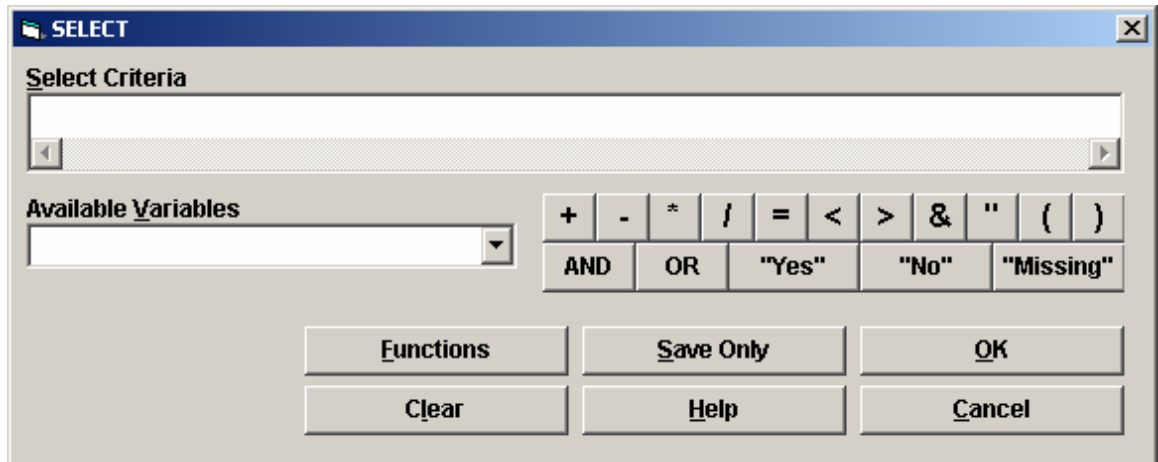 SELECT
Select Criteria
Available Variables
+ - * / = < > & " ( )
AND OR "Yes" "No" "Missing"
Functions Save Only OK
Clear Help Cancel